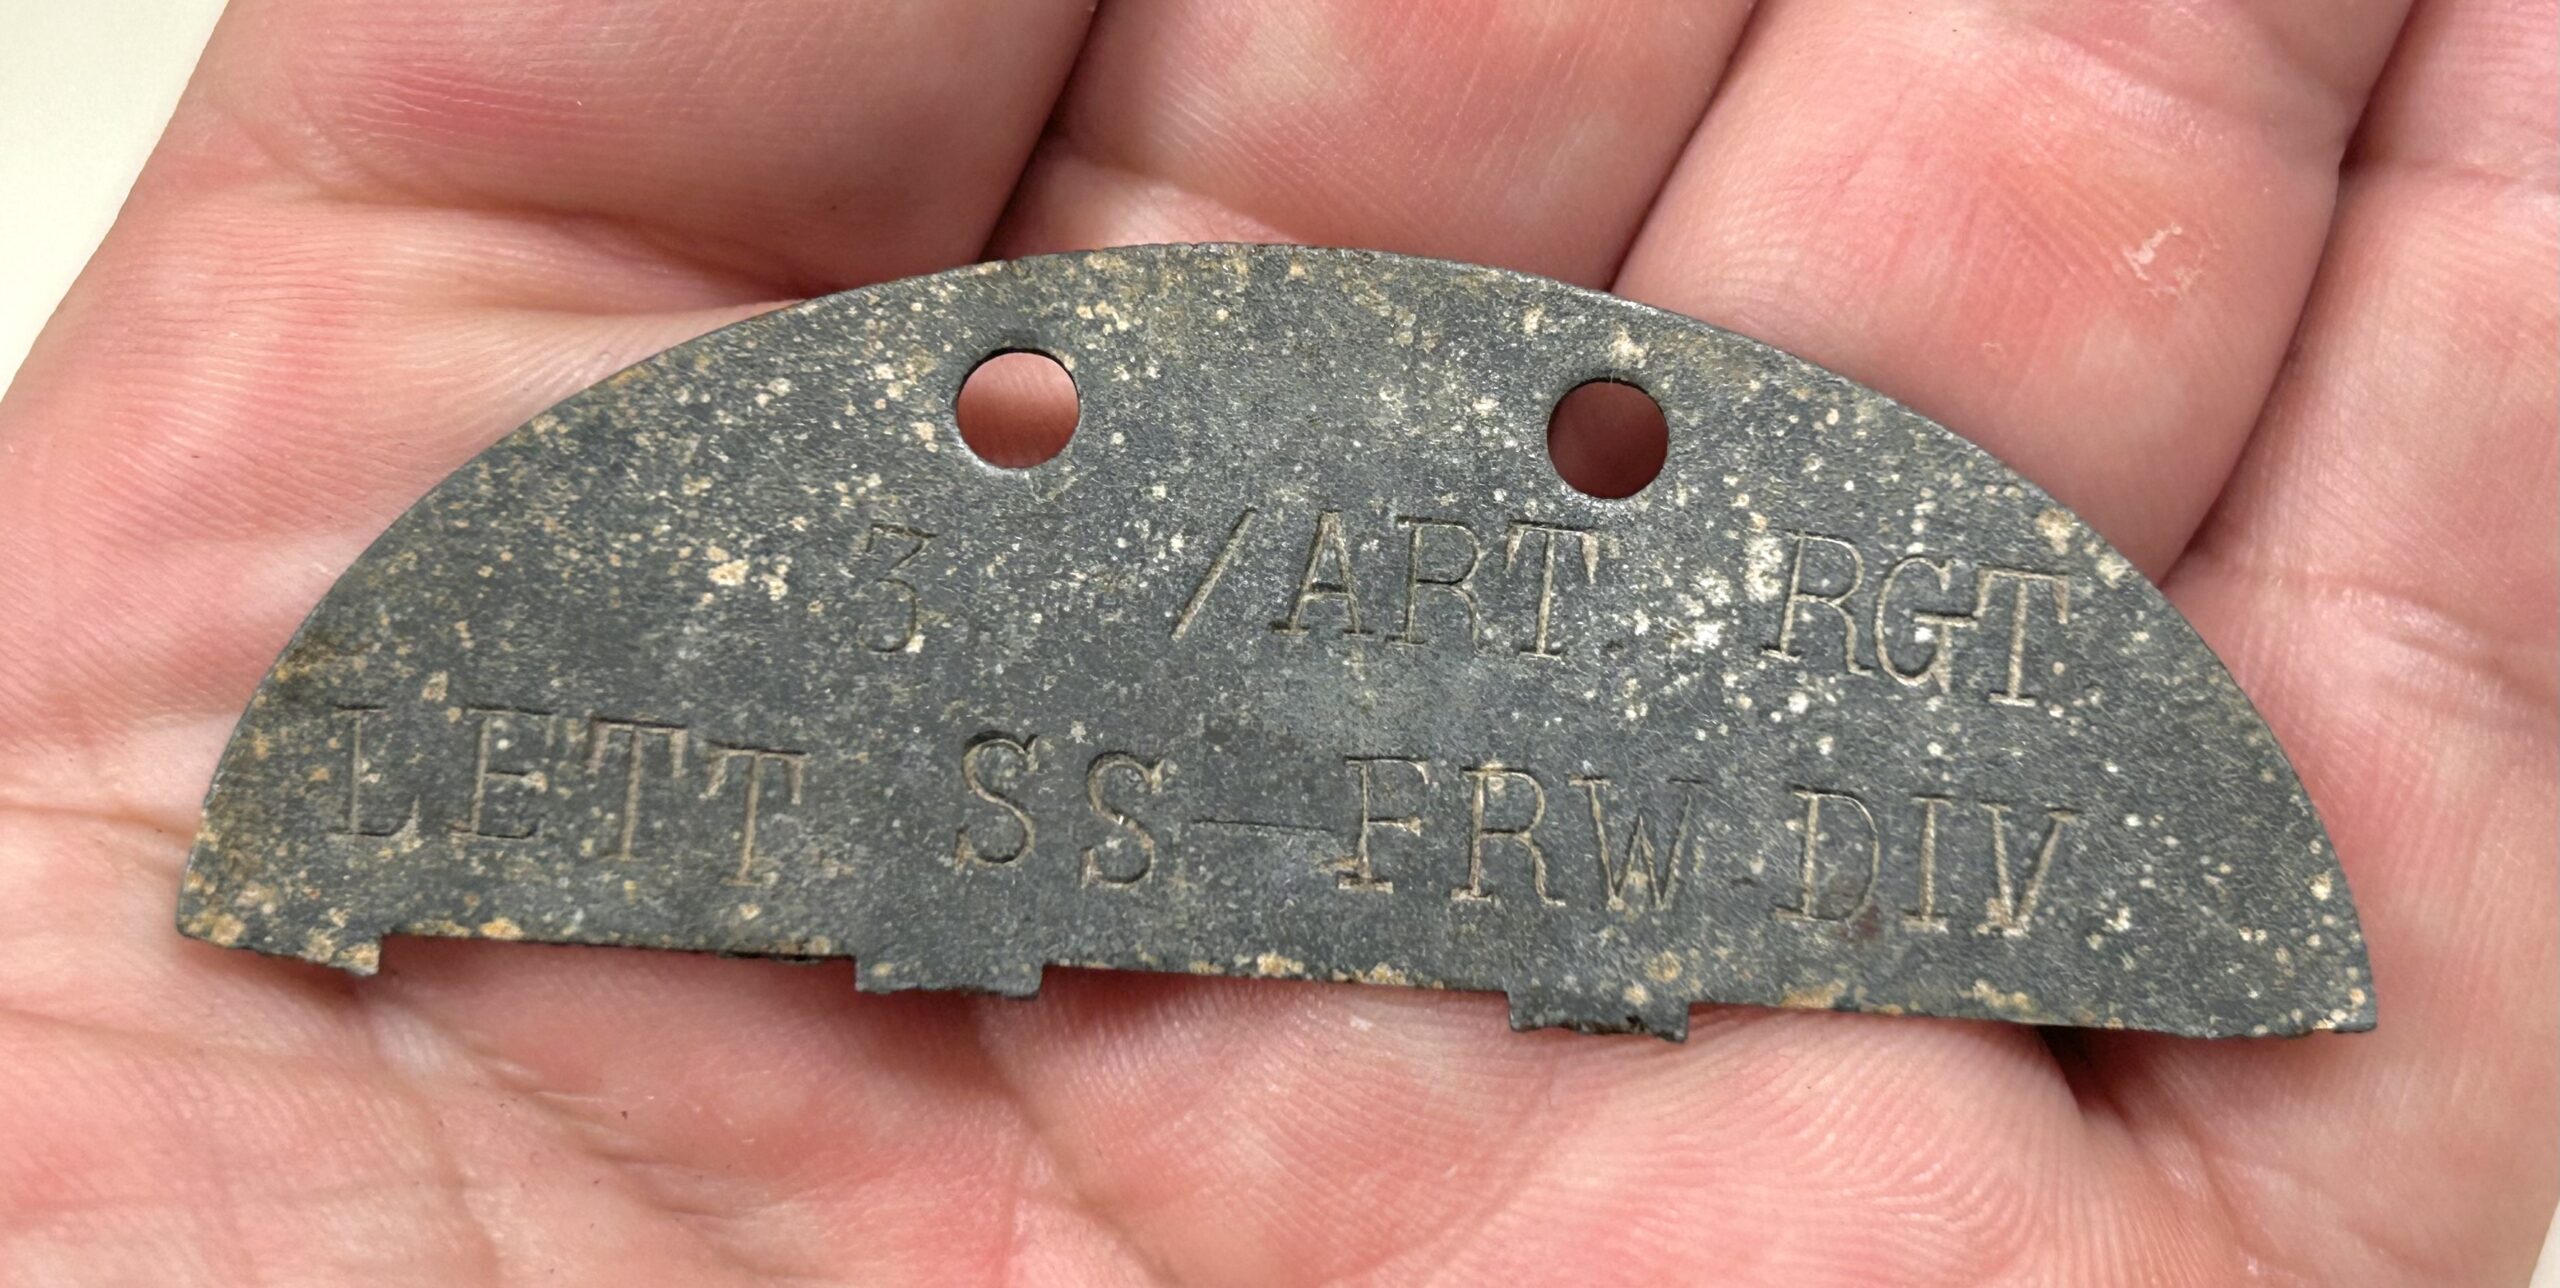 3. /ART. RGT.
LETT. SS-FRW.DIV